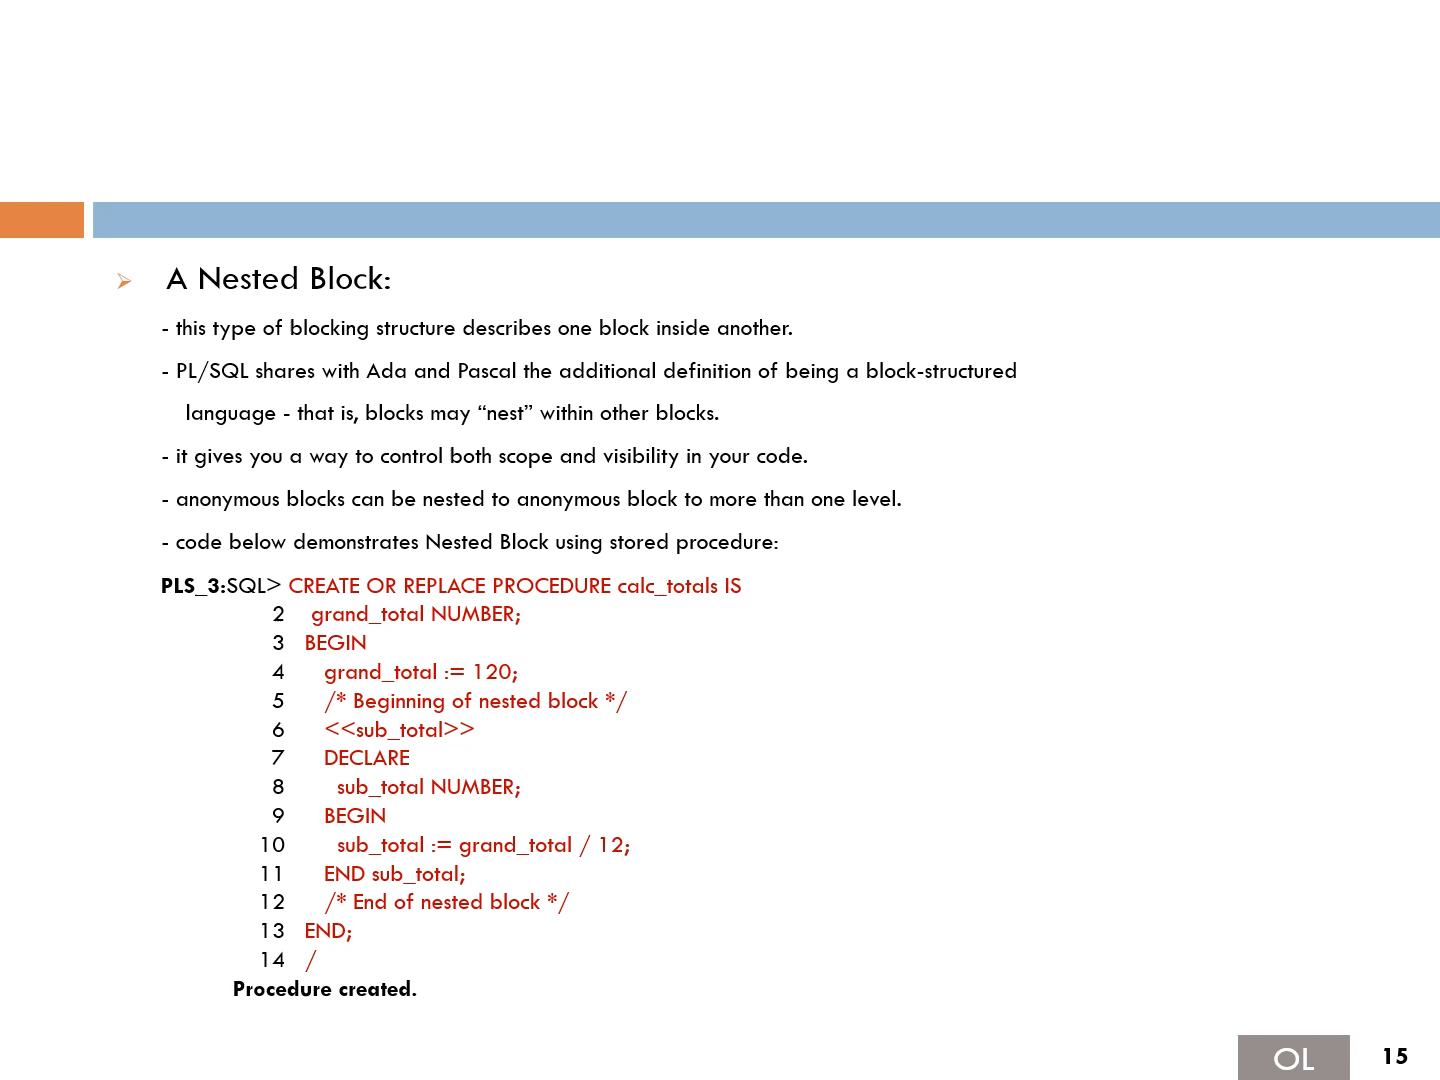 A Nested Block:
- this type of blocking structure describes one block inside another.
- PL/SQL shares with Ada and Pascal the additional definition of being a block-structured
language - that is, blocks may “nest” within other blocks.
- it gives you a way to control both scope and visibility in your code.
- anonymous blocks can be nested to anonymous block to more than one level.
- code below demonstrates Nested Block using stored procedure:
PLS_3:SQL> CREATE OR REPLACE PROCEDURE calc_totals IS
2 grand_total NUMBER;
3 BEGIN
4 grand_total := 120;
5 /* Beginning of nested block */
6 <<sub_total>>
7 DECLARE
8 sub_total NUMBER;
9 BEGIN
10 sub_total := grand_total / 12;
11 END sub_total;
12 /* End of nested block */
13 END;
14 /
Procedure created.
OL 15